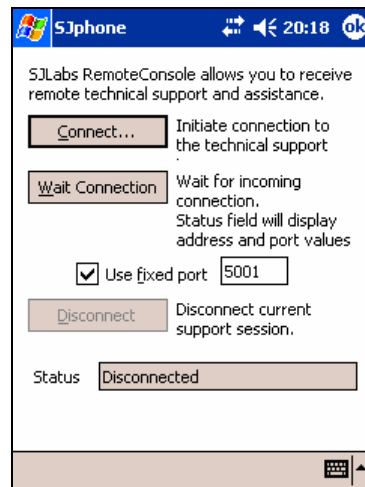 SJphone 20:18 ok
SJLabs RemoteConsole allows you to receive
remote technical support and assistance.
Connect... Initiate connection to
the technical support
.
Wait Connection Wait for incoming
connection.
Status field will display
address and port values
Use fixed port 5001
Disconnect Disconnect current
support session.
Status Disconnected